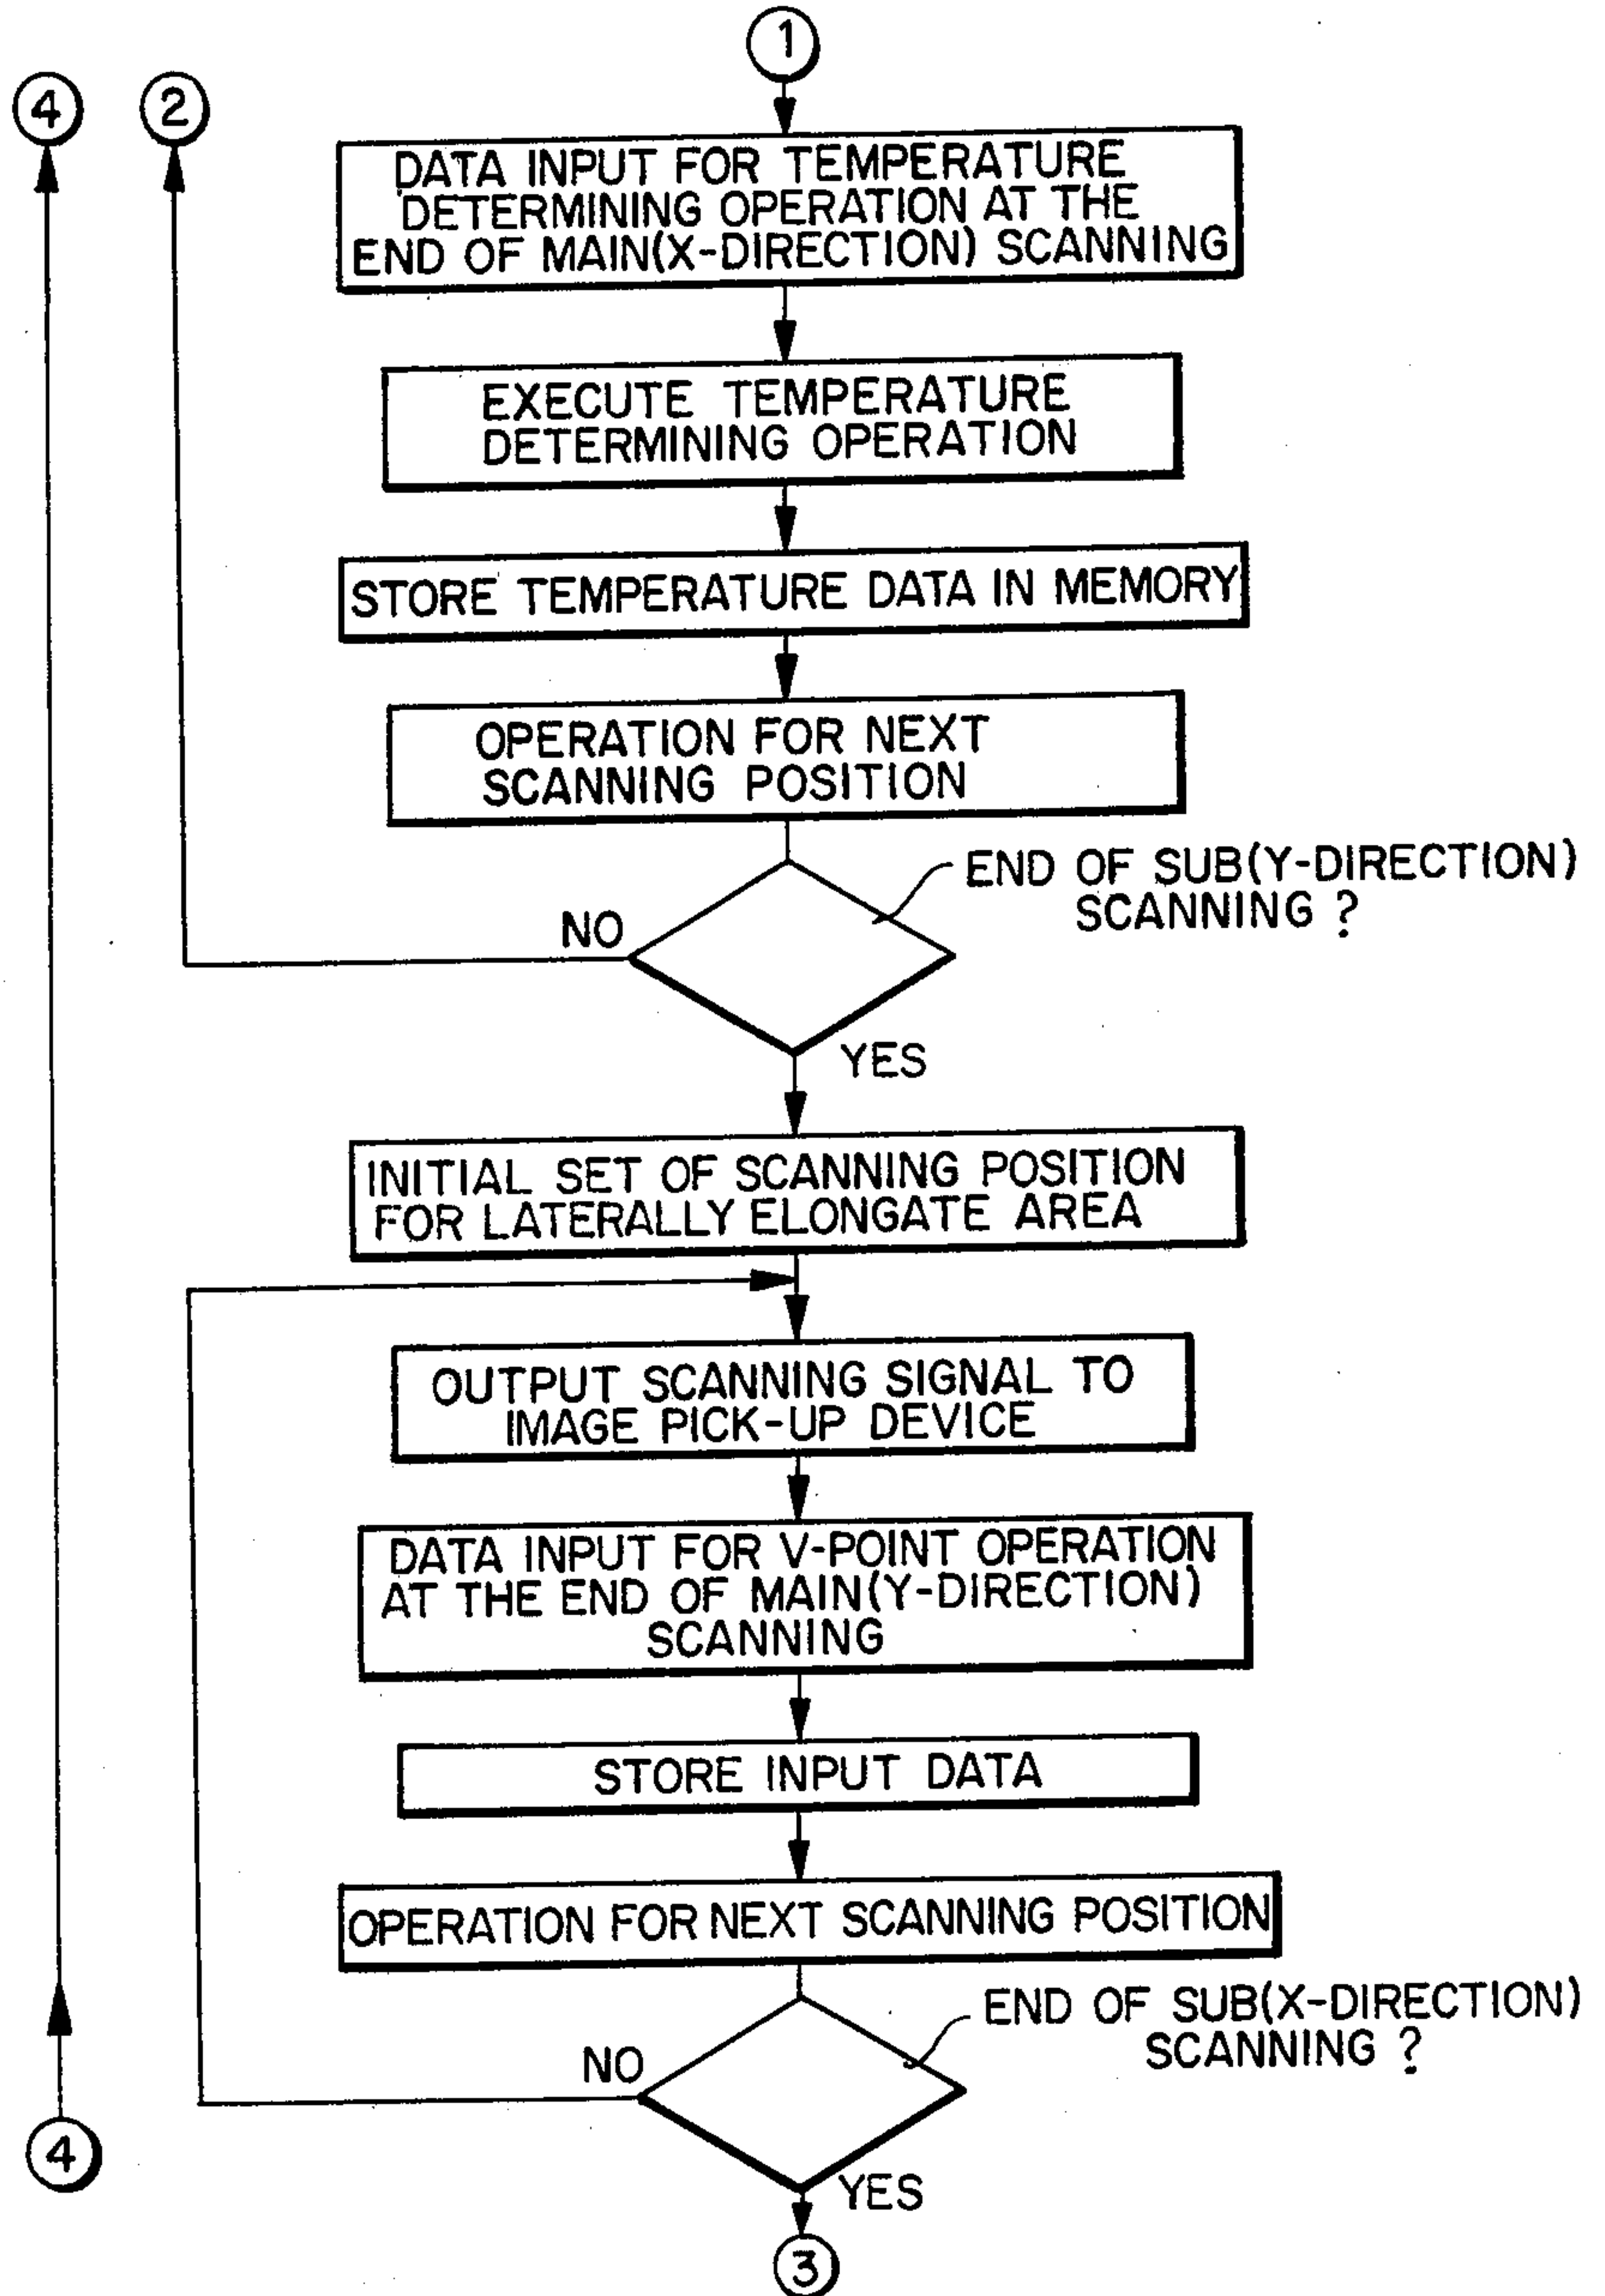 1
4
2
DATA INPUT FOR TEMPERATURE
DETERMINING OPERATION AT THE
END OF MAIN(X-DIRECTION) SCANNING
EXECUTE TEMPERATURE
DETERMINING OPERATION
STORE TEMPERATURE DATA IN MEMORY
OPERATION FOR NEXT
SCANNING POSITION
END OF SUB(Y-DIRECTION)
SCANNING ?
NO
YES
INITIAL SET OF SCANNING POSITION
FOR LATERALLY ELONGATE AREA
OUTPUT SCANNING SIGNAL TO
IMAGE PICK-UP DEVICE
DATA INPUT FOR V-POINT OPERATION
AT THE END OF MAIN(Y-DIRECTION)
SCANNING
STORE INPUT DATA
OPERATION FOR NEXT SCANNING POSITION
END OF SUB(X-DIRECTION)
SCANNING ?
NO
4
YES
3